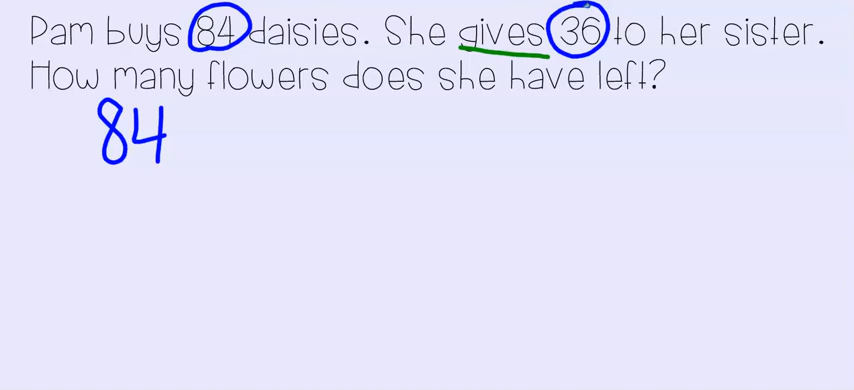 Pam buys 84 daisies. She gives 36 to her sister.
How many flowers does she have left?
84